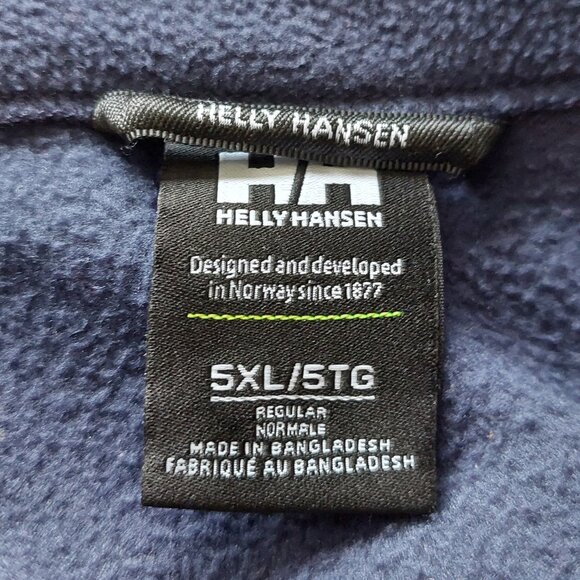 HELLY HANSEN
HH
HELLY HANSEN
Designed and developed
in Norway since 1877
5XL/5TG
REGULAR
NORMALE
MADE IN BANGLADESH
FABRIQUÉ AU BANGLADESH